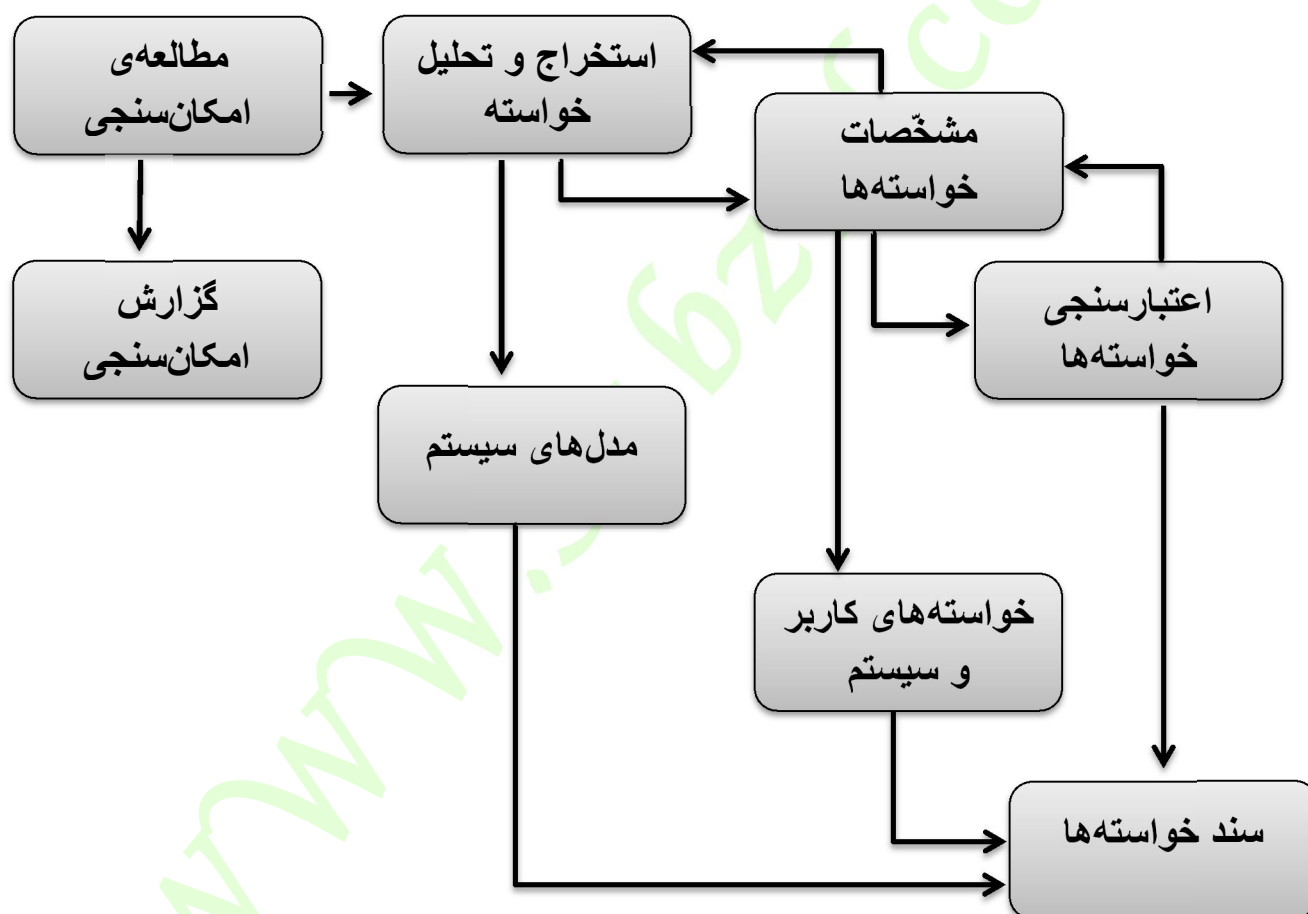 مطالعه‌ی
امکان‌سنجی
استخراج و تحلیل
خواسته
مشخّصات
خواسته‌ها
گزارش
امکان‌سنجی
اعتبارسنجی
خواسته‌ها
مدل‌های سیستم
خواسته‌های کاربر
و سیستم
سند خواسته‌ها